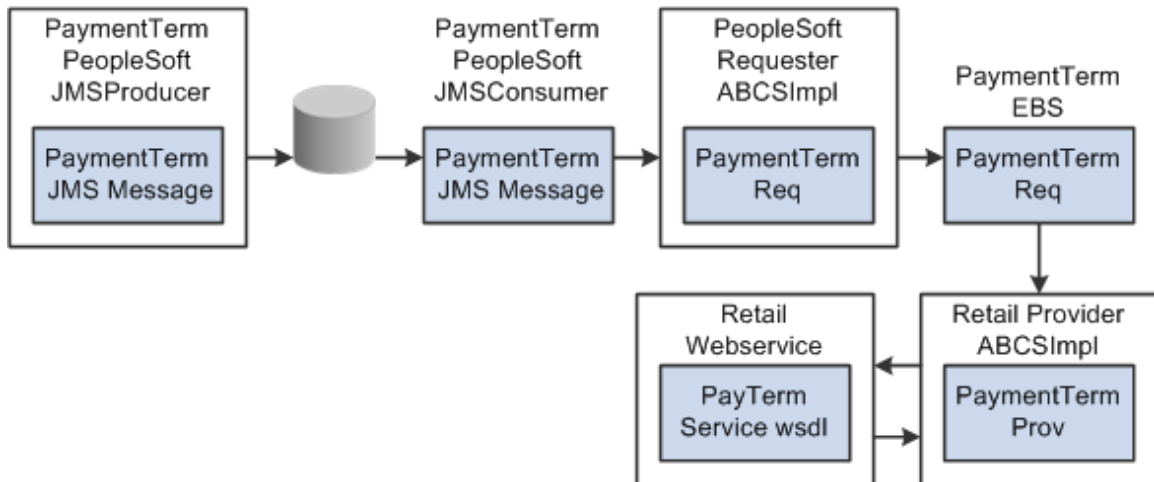 PaymentTerm
PeopleSoft
JMSProducer
PaymentTerm
JMS Message
PaymentTerm
PeopleSoft
JMSConsumer
PaymentTerm
JMS Message
PeopleSoft
Requester
ABCSImpl
PaymentTerm
Req
PaymentTerm
EBS
PaymentTerm
Req
Retail
Webservice
PayTerm
Service wsdl
Retail Provider
ABCSImpl
PaymentTerm
Prov